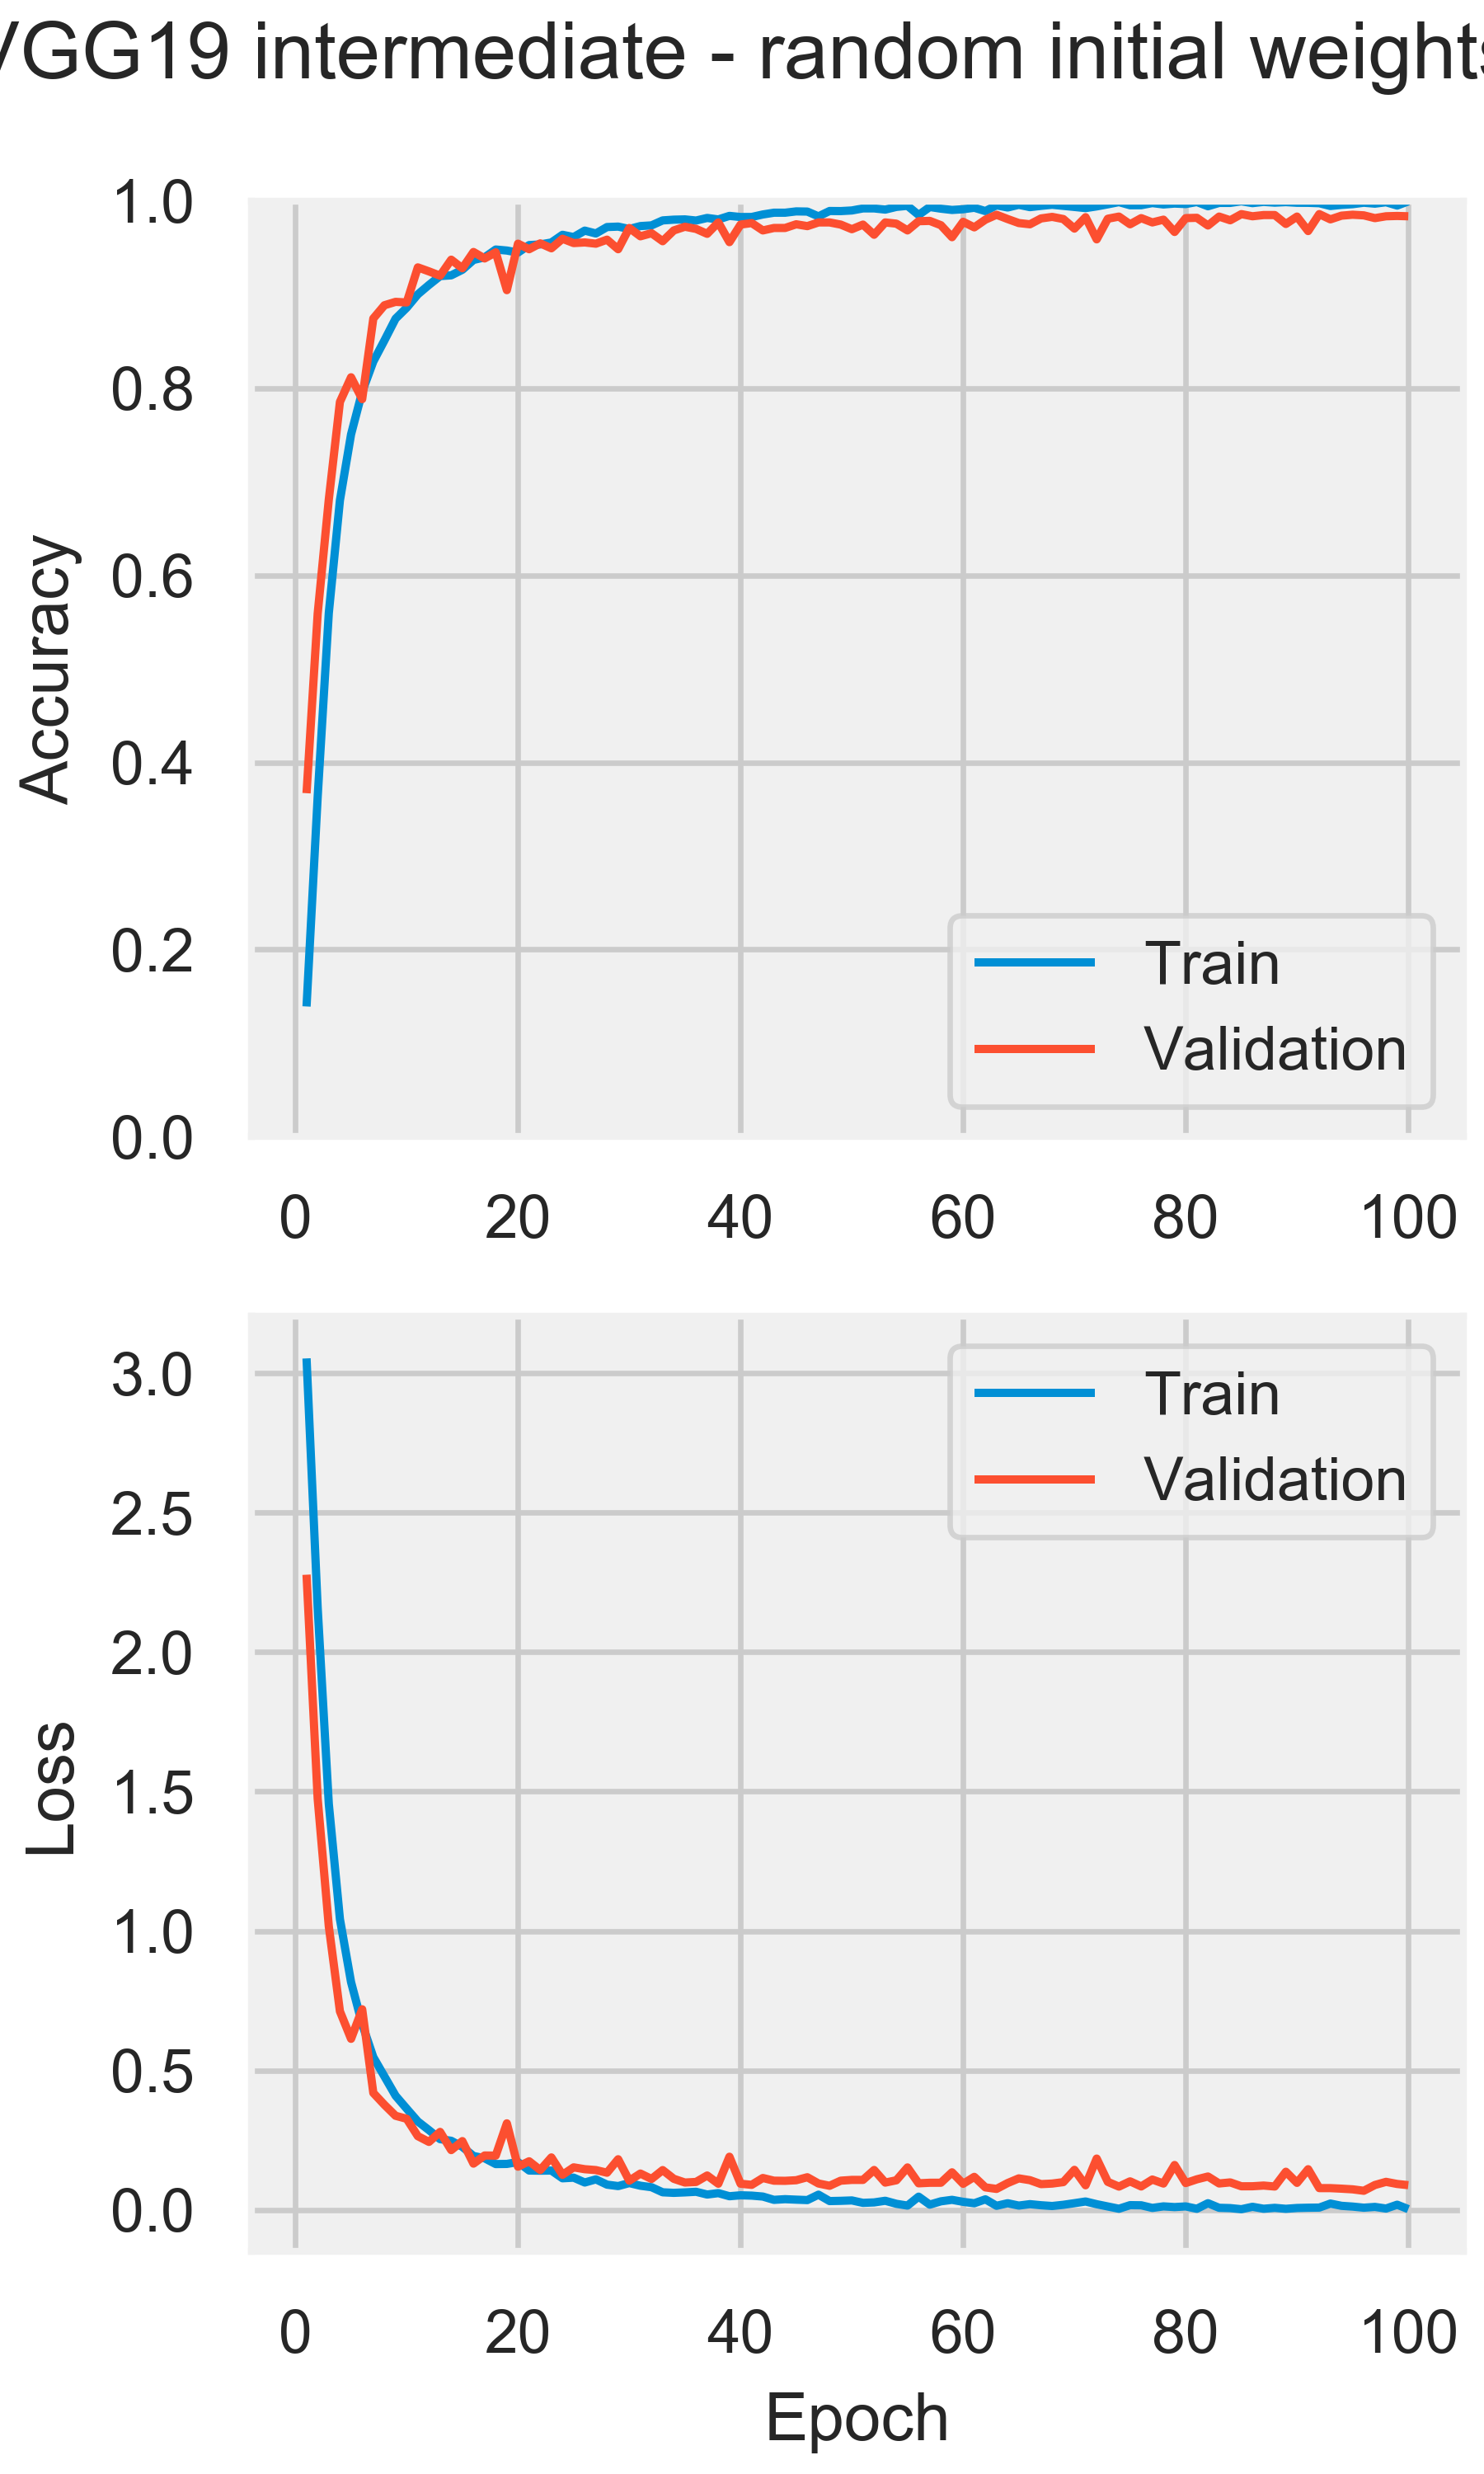 VGG19 intermediate - random initial weights
1.0
0.8
0.6
0.4
0.2
0.0
Accuracy
Train
Validation
0 20 40 60 80 100
3.0
2.5
2.0
1.5
1.0
0.5
0.0
Loss
Train
Validation
0 20 40 60 80 100
Epoch